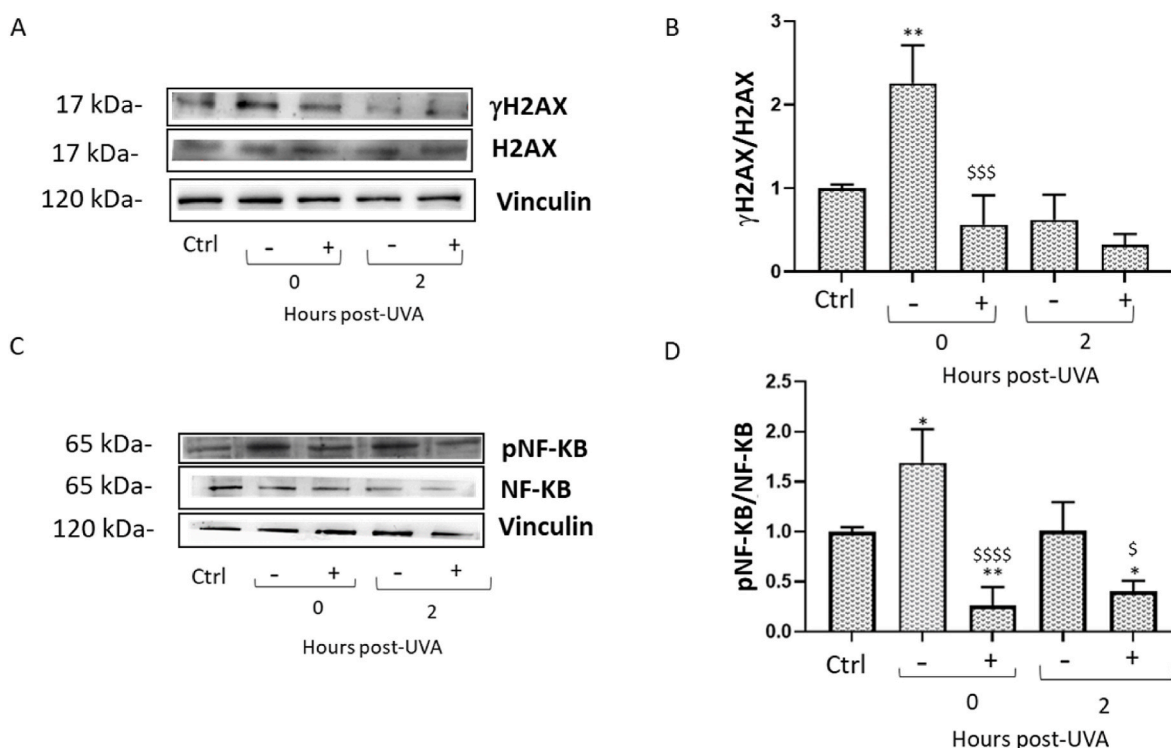 A
17 kDa-
γH2AX
17 kDa-
H2AX
120 kDa-
Vinculin
Ctrl
-
+
-
+
0
2
Hours post-UVA
B
γH2AX/H2AX
3
2
1
0
**
$$$
Ctrl
-
+
-
+
0
2
Hours post-UVA
C
65 kDa-
pNF-KB
65 kDa-
NF-KB
120 kDa-
Vinculin
Ctrl
-
+
-
+
0
2
Hours post-UVA
D
pNF-KB/NF-KB
2.5
2.0
1.5
1.0
0.5
0.0
*
$$$$
**
$
*
Ctrl
-
+
-
+
0
2
Hours post-UVA